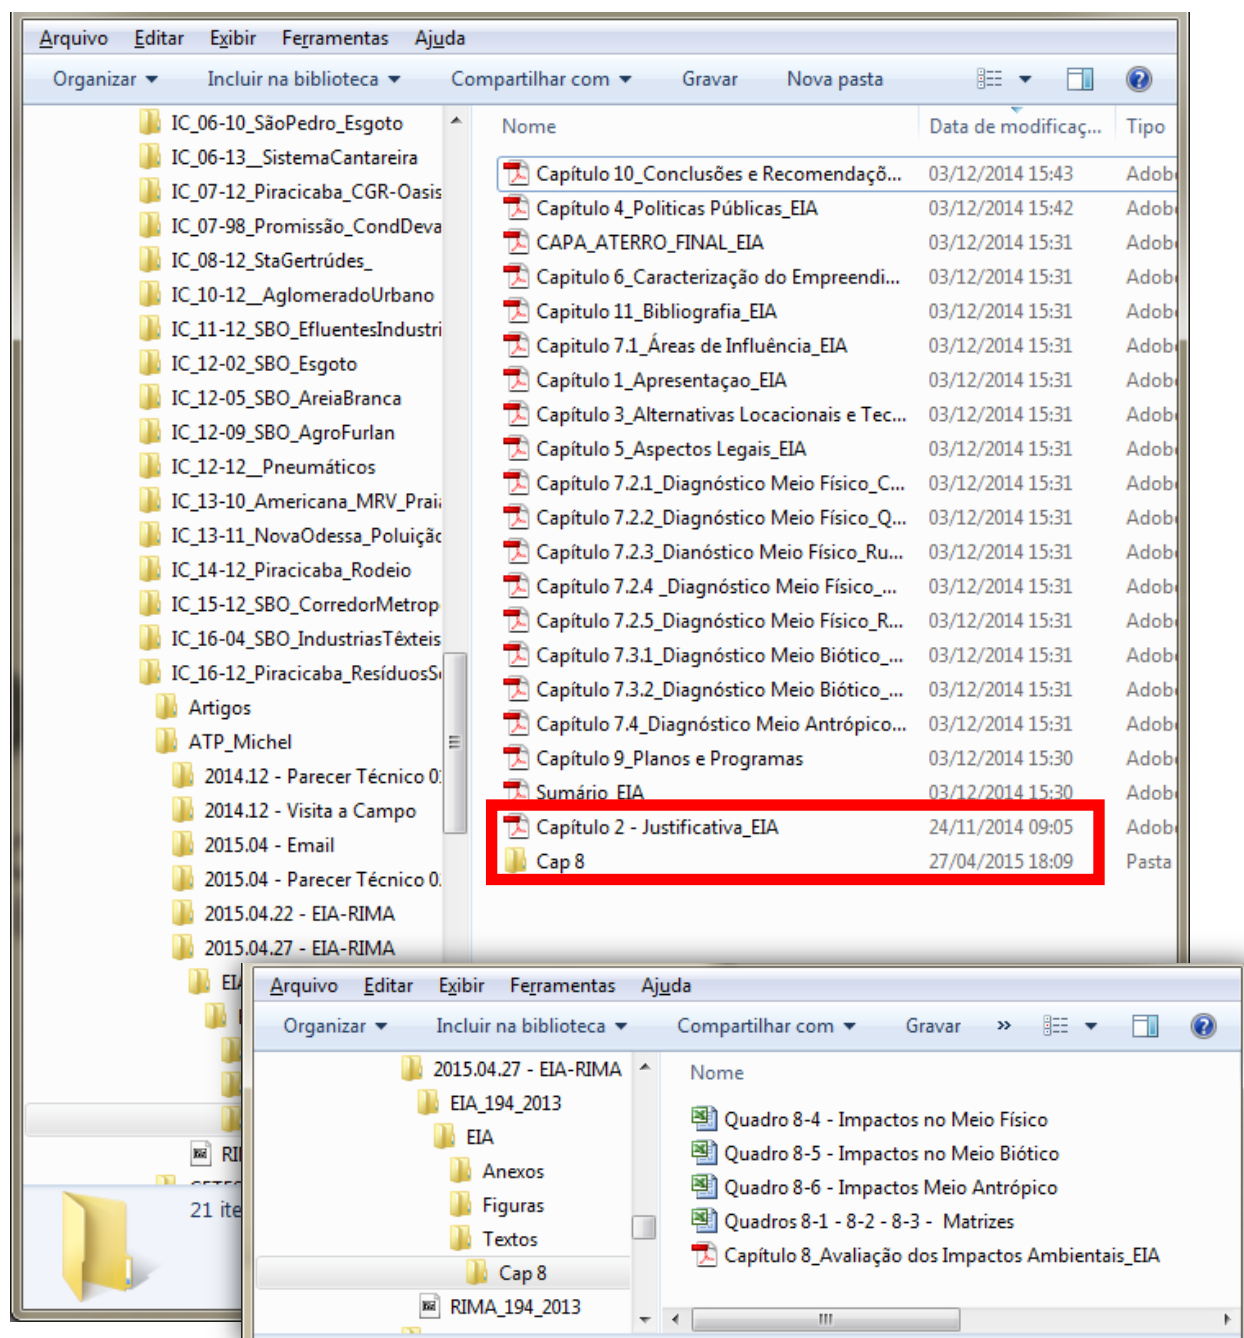 Arquivo Editar Exibir Ferramentas Ajuda
Organizar Incluir na biblioteca Compartilhar com Gravar Nova pasta
IC_06-10_SãoPedro_Esgoto
IC_06-13__SistemaCantareira
IC_07-12_Piracicaba_CGR-Oasis
IC_07-98_Promissão_CondDeva
IC_08-12_StaGertrúdes_
IC_10-12__AglomeradoUrbano
IC_11-12_SBO_EfluentesIndustri
IC_12-02_SBO_Esgoto
IC_12-05_SBO_AreiaBranca
IC_12-09_SBO_AgroFurlan
IC_12-12__Pneumáticos
IC_13-10_Americana_MRV_Praia
IC_13-11_NovaOdessa_Poluiçãc
IC_14-12_Piracicaba_Rodeio
IC_15-12_SBO_CorredorMetrop
IC_16-04_SBO_IndustriasTêxteis
IC_16-12_Piracicaba_ResíduosS
Artigos
ATP_Michel
2014.12 - Parecer Técnico 0
2014.12 - Visita a Campo
2015.04 - Email
2015.04 - Parecer Técnico 0
2015.04.22 - EIA-RIMA
2015.04.27 - EIA-RIMA
EIA
RI
21 ite
Nome Data de modificaç... Tipo
Capítulo 10_Conclusões e Recomendaçõ... 03/12/2014 15:43 Adob
Capítulo 4_Politicas Públicas_EIA 03/12/2014 15:42 Adob
CAPA_ATERRO_FINAL_EIA 03/12/2014 15:31 Adob
Capitulo 6_Caracterização do Empreendi... 03/12/2014 15:31 Adob
Capitulo 11_Bibliografia_EIA 03/12/2014 15:31 Adob
Capitulo 7.1_Áreas de Influência_EIA 03/12/2014 15:31 Adob
Capítulo 1_Apresentaçao_EIA 03/12/2014 15:31 Adob
Capítulo 3_Alternativas Locacionais e Tec... 03/12/2014 15:31 Adob
Capítulo 5_Aspectos Legais_EIA 03/12/2014 15:31 Adob
Capítulo 7.2.1_Diagnóstico Meio Físico_C... 03/12/2014 15:31 Adob
Capítulo 7.2.2_Diagnóstico Meio Físico_Q... 03/12/2014 15:31 Adob
Capítulo 7.2.3_Dianóstico Meio Físico_Ru... 03/12/2014 15:31 Adob
Capítulo 7.2.4 _Diagnóstico Meio Físico_... 03/12/2014 15:31 Adob
Capítulo 7.2.5_Diagnóstico Meio Físico_R... 03/12/2014 15:31 Adob
Capítulo 7.3.1_Diagnóstico Meio Biótico_... 03/12/2014 15:31 Adob
Capítulo 7.3.2_Diagnóstico Meio Biótico_... 03/12/2014 15:31 Adob
Capítulo 7.4_Diagnóstico Meio Antrópico... 03/12/2014 15:31 Adob
Capítulo 9_Planos e Programas 03/12/2014 15:30 Adob
Sumário_EIA 03/12/2014 15:30 Adob
Capítulo 2 - Justificativa_EIA 24/11/2014 09:05 Adob
Cap 8 27/04/2015 18:09 Pasta
Arquivo Editar Exibir Ferramentas Ajuda
Organizar Incluir na biblioteca Compartilhar com Gravar »
2015.04.27 - EIA-RIMA
EIA_194_2013
EIA
Anexos
Figuras
Textos
Cap 8
RIMA_194_2013
Nome
Quadro 8-4 - Impactos no Meio Físico
Quadro 8-5 - Impactos no Meio Biótico
Quadro 8-6 - Impactos Meio Antrópico
Quadros 8-1 - 8-2 - 8-3 - Matrizes
Capítulo 8_Avaliação dos Impactos Ambientais_EIA